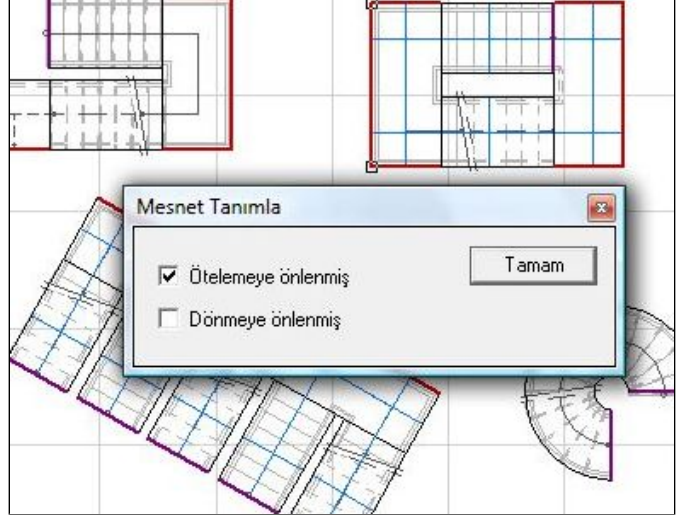 Mesnet Tanımla
Ötelemeye önlenmiş
Tamam
Dönmeye önlenmiş